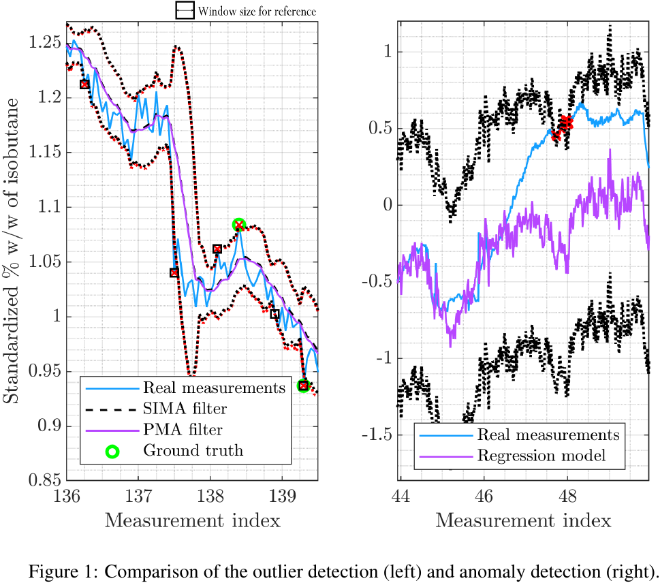 Window size for reference
1.25
1.2
1.15
1.1
1.05
1
0.95
0.9
0.85
Standardized % w/w of isobutane
Real measurements
SIMA filter
PMA filter
Ground truth
136 137 138 139
Measurement index
1
0.5
0
-0.5
-1
-1.5
Real measurements
Regression model
44 46 48
Measurement index
Figure 1: Comparison of the outlier detection (left) and anomaly detection (right).